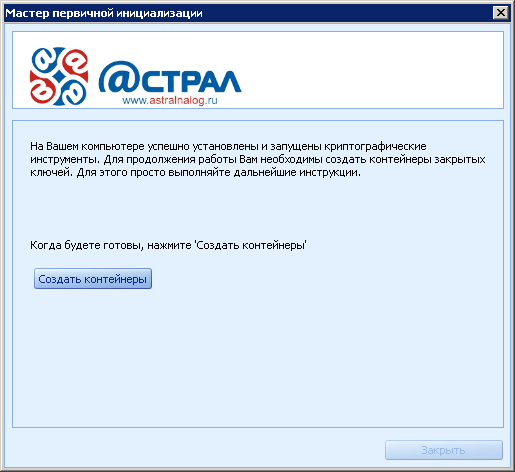 Мастер первичной инициализации
@СТРАЛ
www.astralnalog.ru
На Вашем компьютере успешно установлены и запущены криптографические
инструменты. Для продолжения работы Вам необходимы создать контейнеры закрытых
ключей. Для этого просто выполняйте дальнейшие инструкции.
Когда будете готовы, нажмите 'Создать контейнеры'
Создать контейнеры
Закрыть